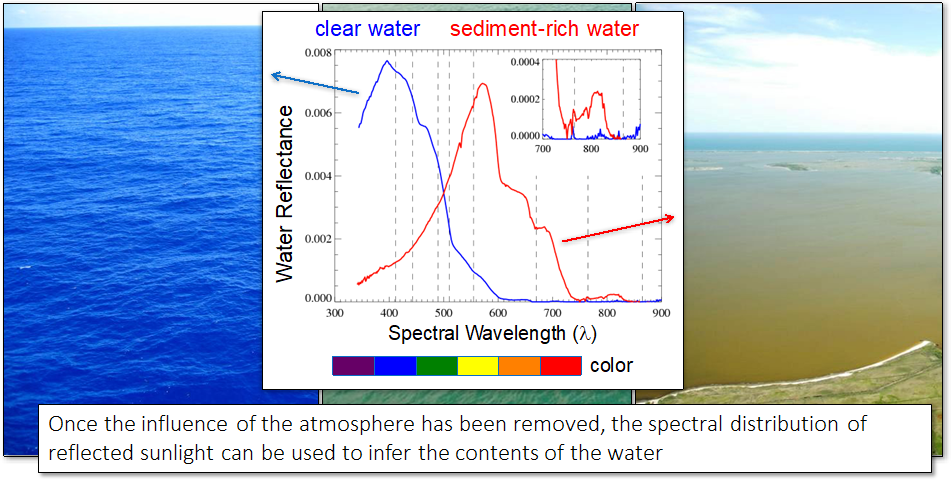 clear water sediment-rich water
0.008
0.006
0.004
0.002
0.000
Water Reflectance
0.0004
0.0002
0.0000
700 800 900
300 400 500 600 700 800 900
Spectral Wavelength (λ)
color
Once the influence of the atmosphere has been removed, the spectral distribution of
reflected sunlight can be used to infer the contents of the water